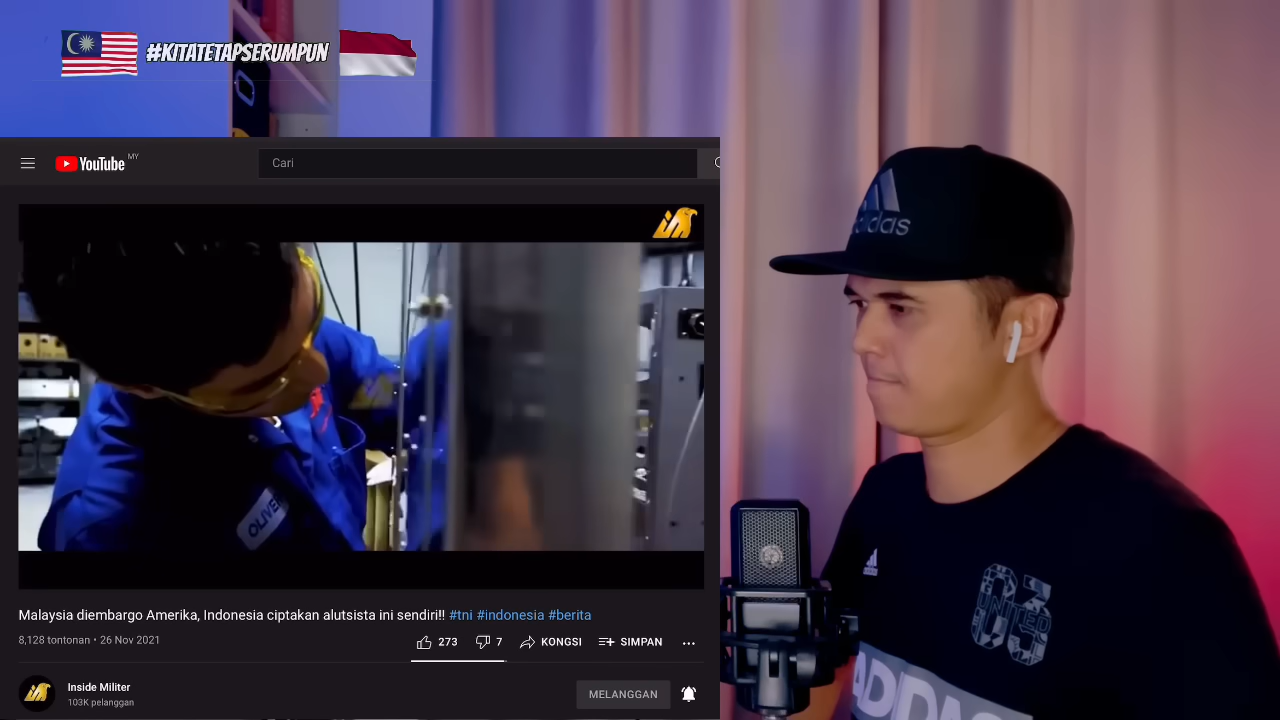 #KITATETAPSERUMPUN
YouTube MY
Cari
OLIVER
Malaysia diembargo Amerika, Indonesia ciptakan alutsista ini sendiri!! #tni #indonesia #berita
8,128 tontonan • 26 Nov 2021
273
7
KONGSI
SIMPAN
Inside Militer
103K pelanggan
MELANGGAN
adidas
03
UNITED
ADIDAS